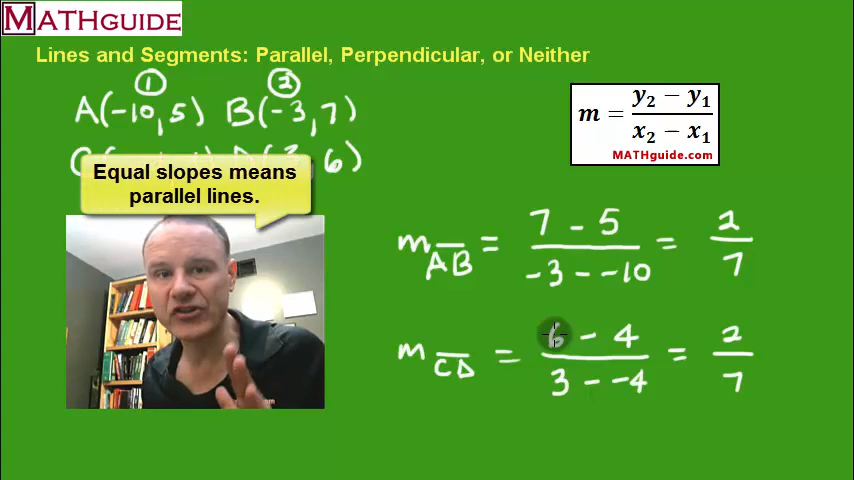 MATHGUIDE
Lines and Segments: Parallel, Perpendicular, or Neither
① ②
A(-10,5) B(-3,7)
, 6)
Equal slopes means
parallel lines.
m = y₂ − y₁ / x₂ − x₁
MATHguide.com
m AB = 7 - 5 / -3 - -10 = 2/7
m CD = 6 - 4 / 3 - -4 = 2/7